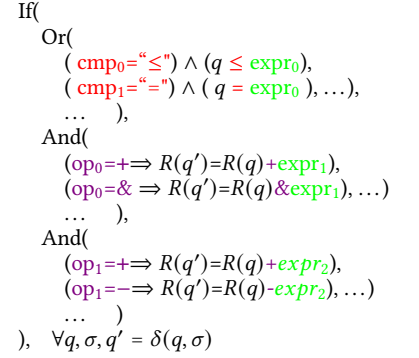 If(
Or(
( cmp₀=“≤") ∧ (q ≤ expr₀),
( cmp₁=“=") ∧ ( q = expr₀ ), …),
… ),
And(
(op₀=+⟹ R(q′)=R(q)+expr₁),
(op₀=& ⟹ R(q′)=R(q)&expr₁), …)
… ),
And(
(op₁=+⟹ R(q′)=R(q)+expr₂),
(op₁=−⟹ R(q′)=R(q)-expr₂), …)
… )
), ∀q, σ, q′ = δ(q, σ)